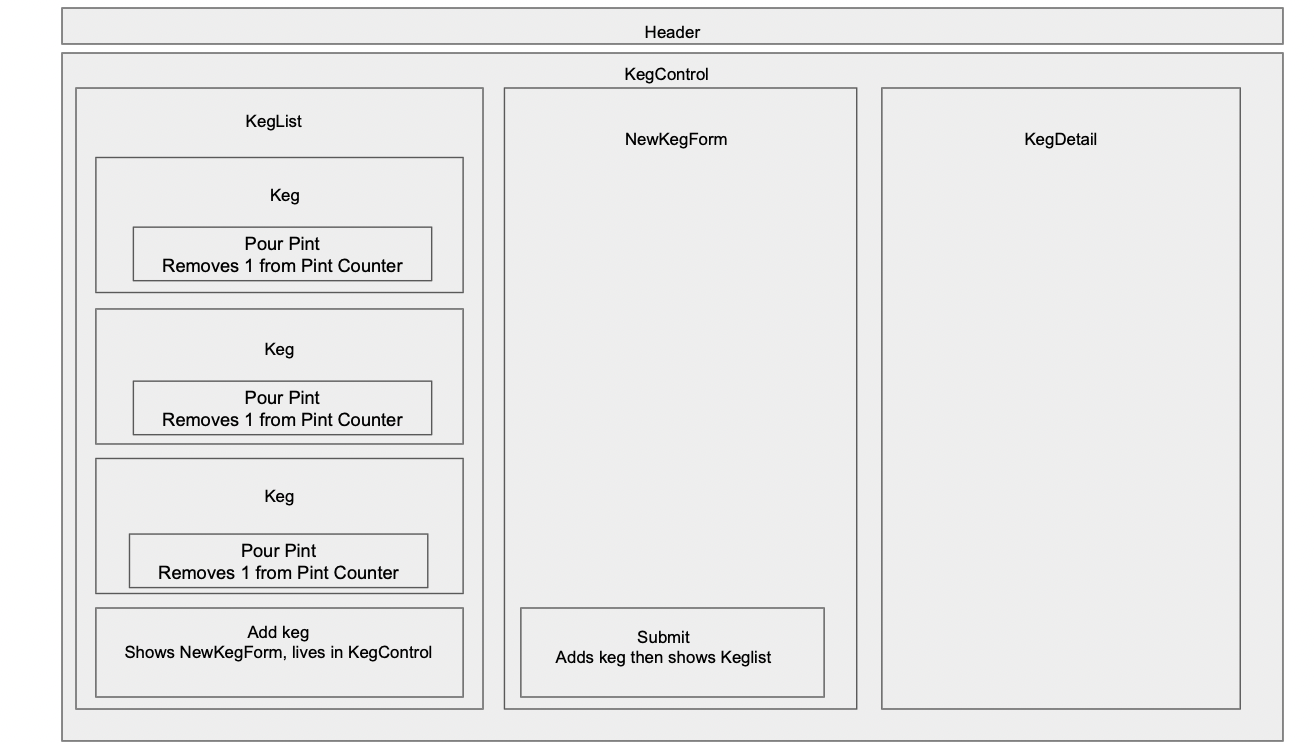 Header
KegControl
KegList
Keg
Pour Pint
Removes 1 from Pint Counter
Keg
Pour Pint
Removes 1 from Pint Counter
Keg
Pour Pint
Removes 1 from Pint Counter
Add keg
Shows NewKegForm, lives in KegControl
NewKegForm
Submit
Adds keg then shows Keglist
KegDetail